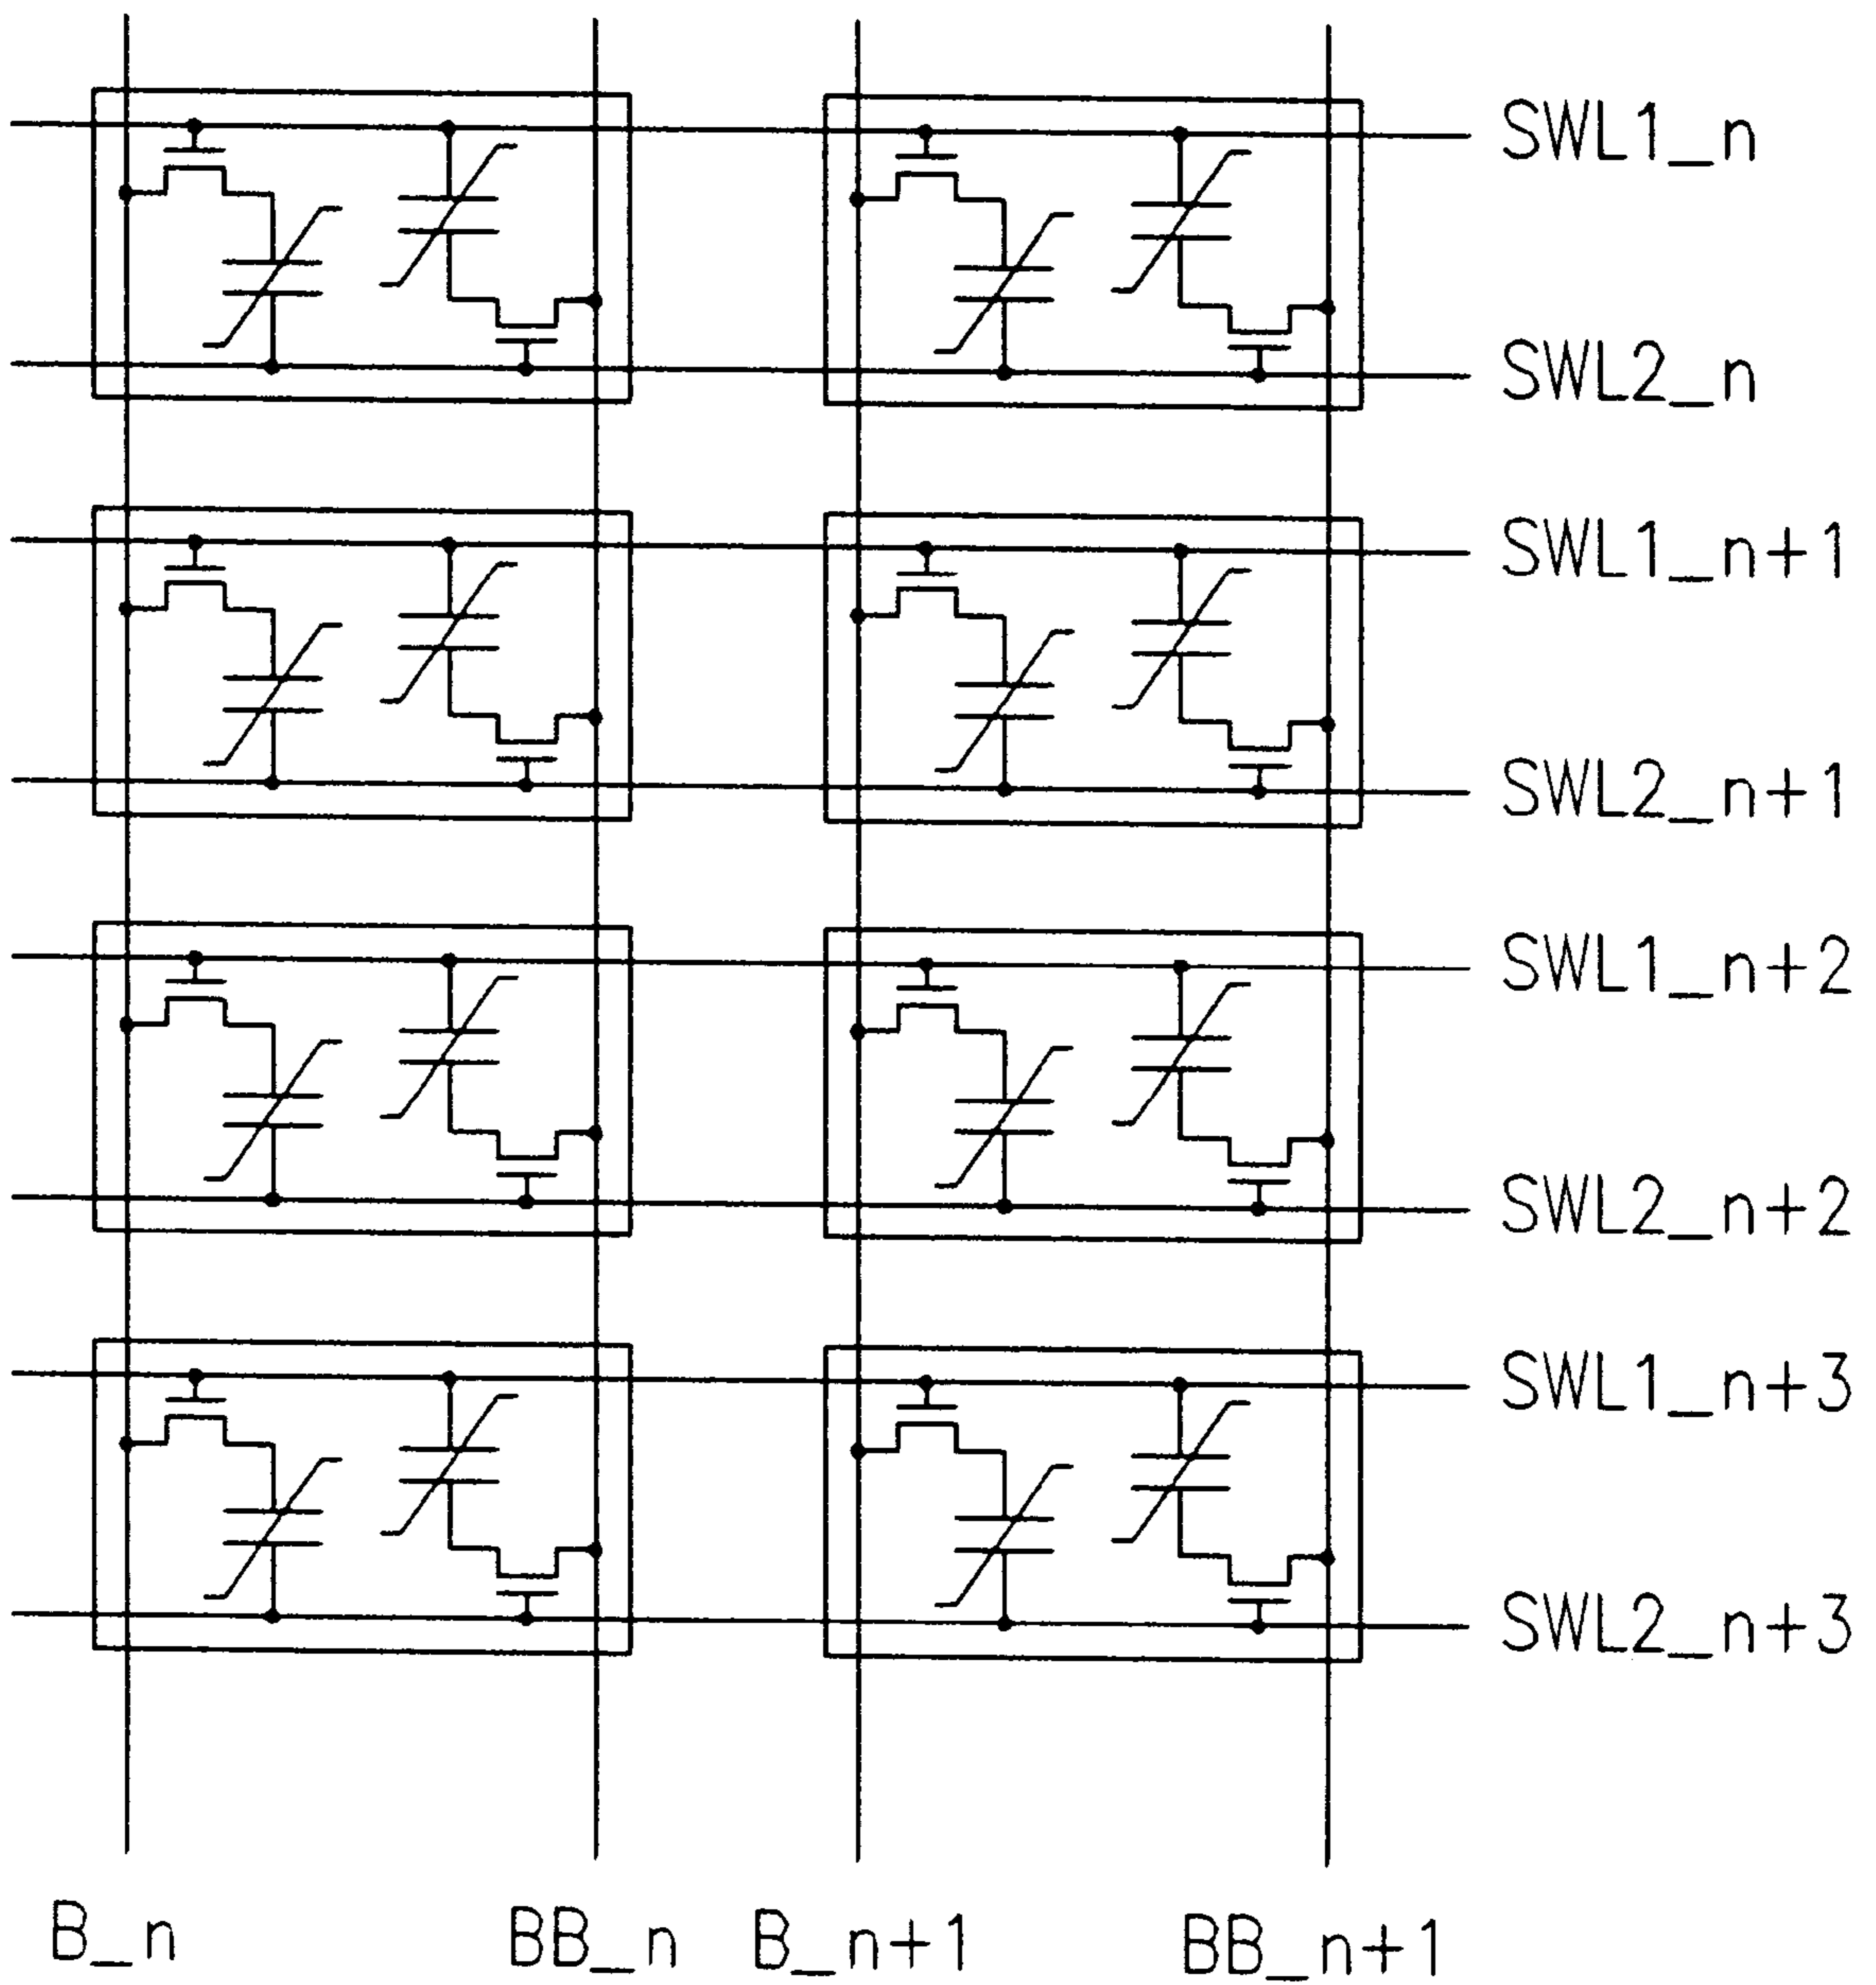 SWL1_n
SWL2_n
SWL1_n+1
SWL2_n+1
SWL1_n+2
SWL2_n+2
SWL1_n+3
SWL2_n+3
B_n BB_n B_n+1 BB_n+1